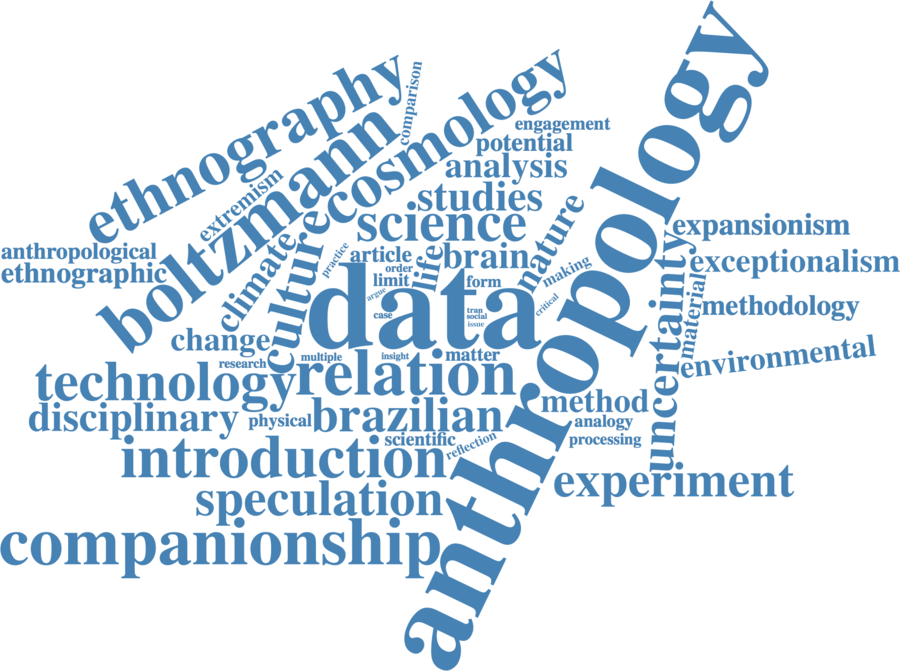 anthropology
ethnography
comparison
cosmology
boltzmann
engagement
potential
analysis
extremism
studies
science
mature
expansionism
anthropological
ethnographic
climate
culture
practice
article
order
limit
life
brain
making
exceptionalism
argue
data
form
critical
case
tran
social
issue
uncertainty
material
methodology
change
research
multiple
insight
matter
environmental
technology
relation
disciplinary
physical
brazilian
method
analogy
scientific
reflection
processing
introduction
experiment
speculation
companionship